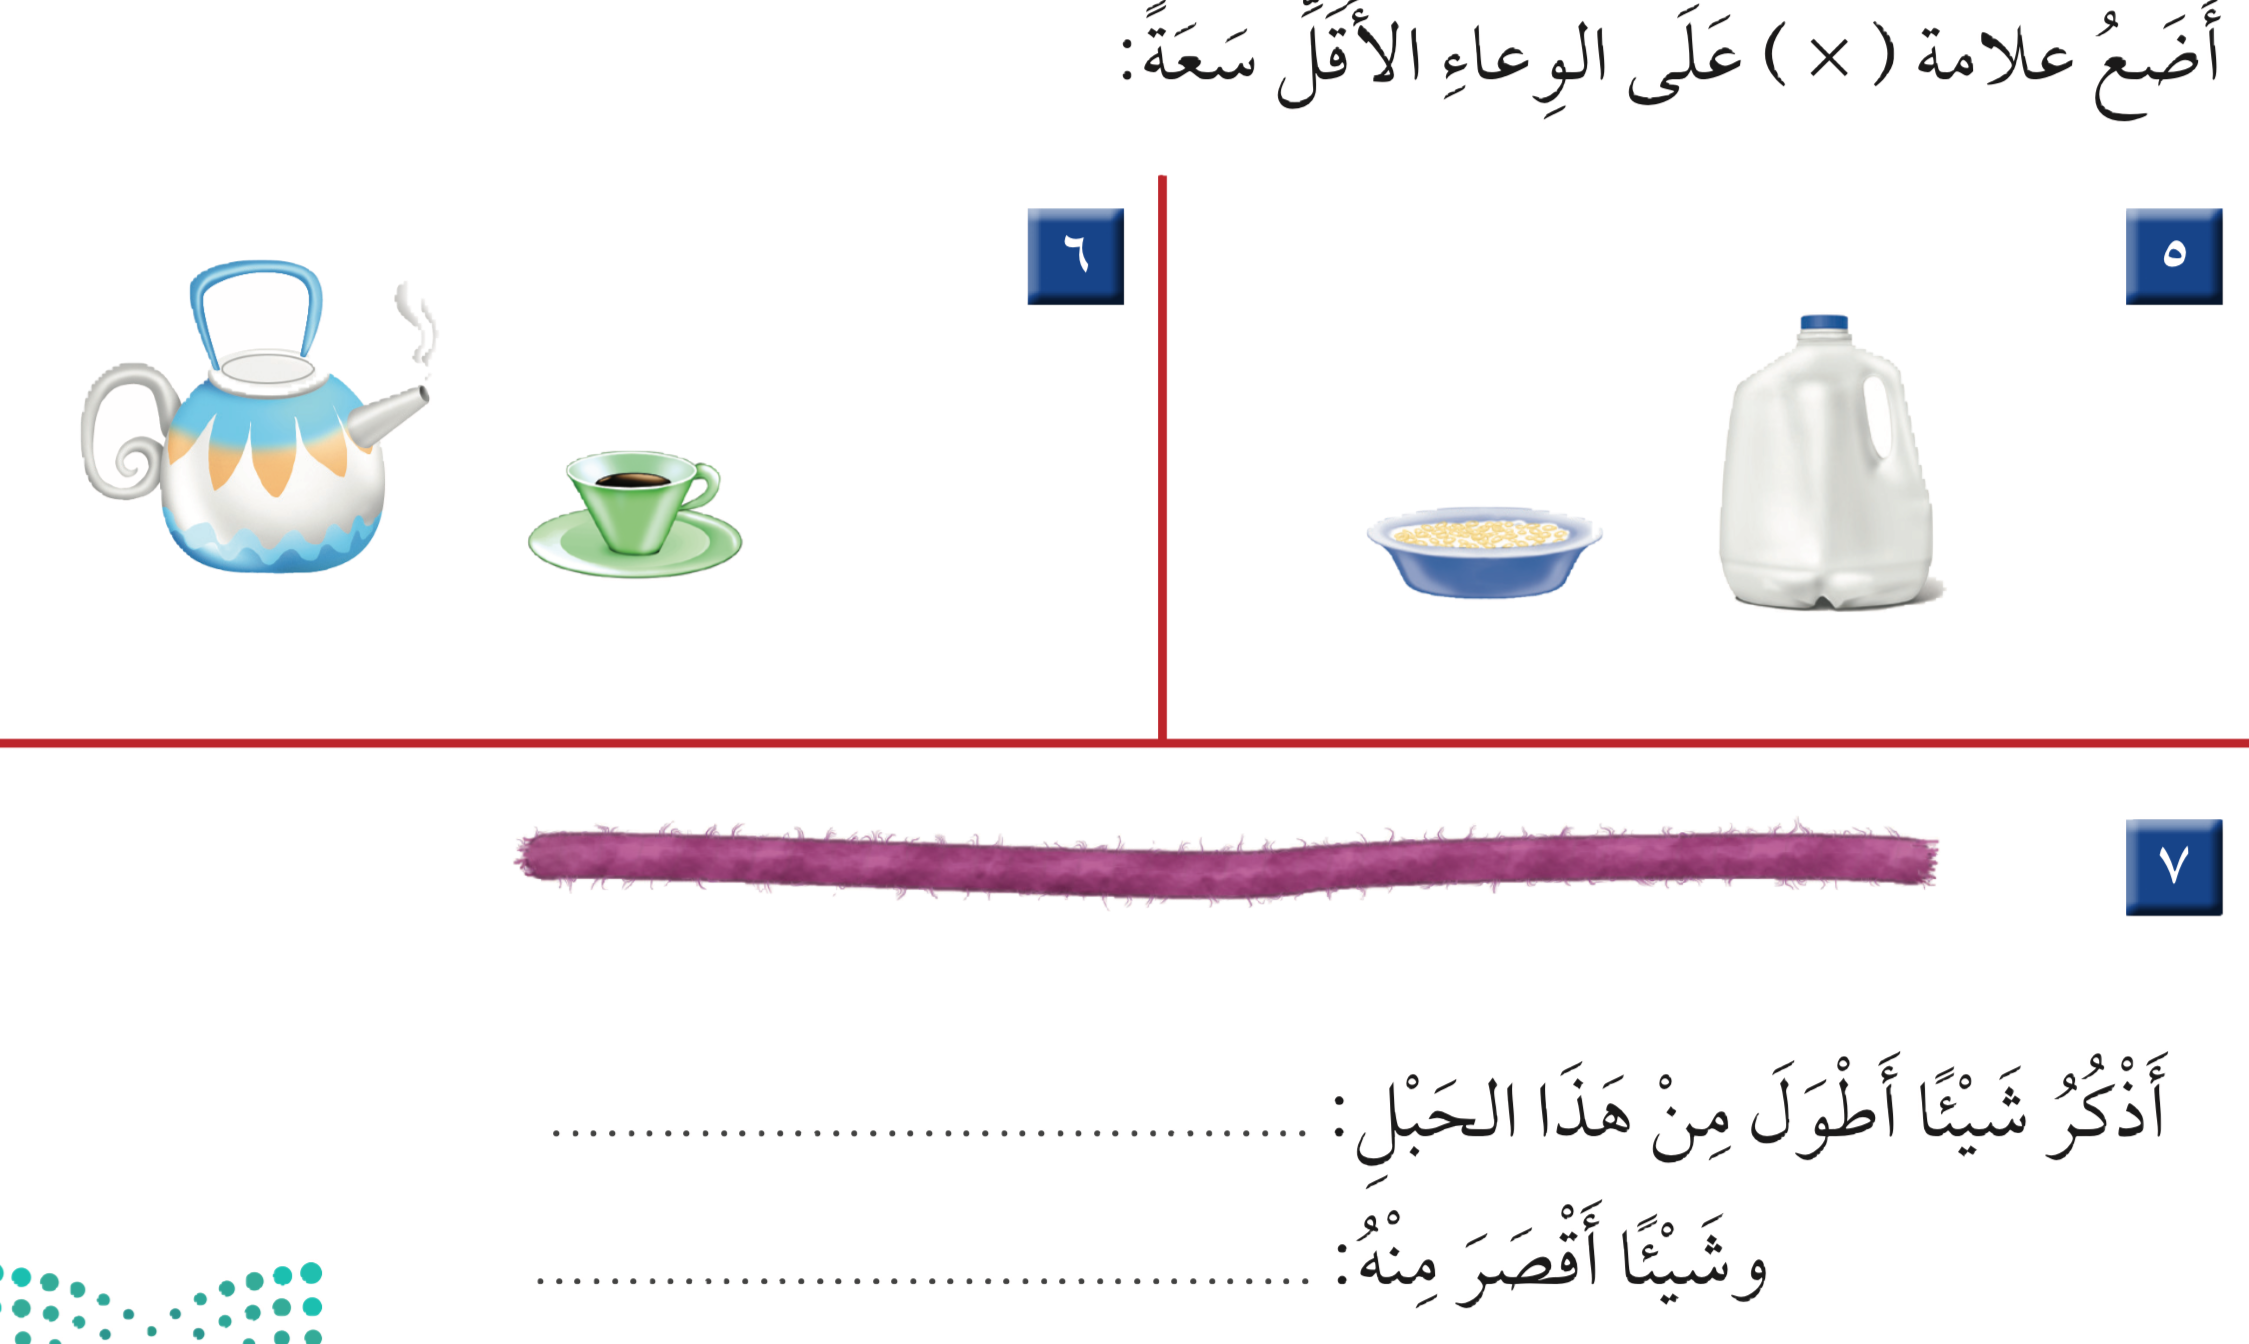 أَضَعُ علامة ( × ) عَلَى الوِعاءِ الأَقَلِّ سَعَةً:
٥
٦
٧
أَذْكُرُ شَيْئًا أَطْوَلَ مِنْ هَذَا الحَبْلِ: ........................................
وشَيْئًا أَقْصَرَ مِنْهُ: ..........................................